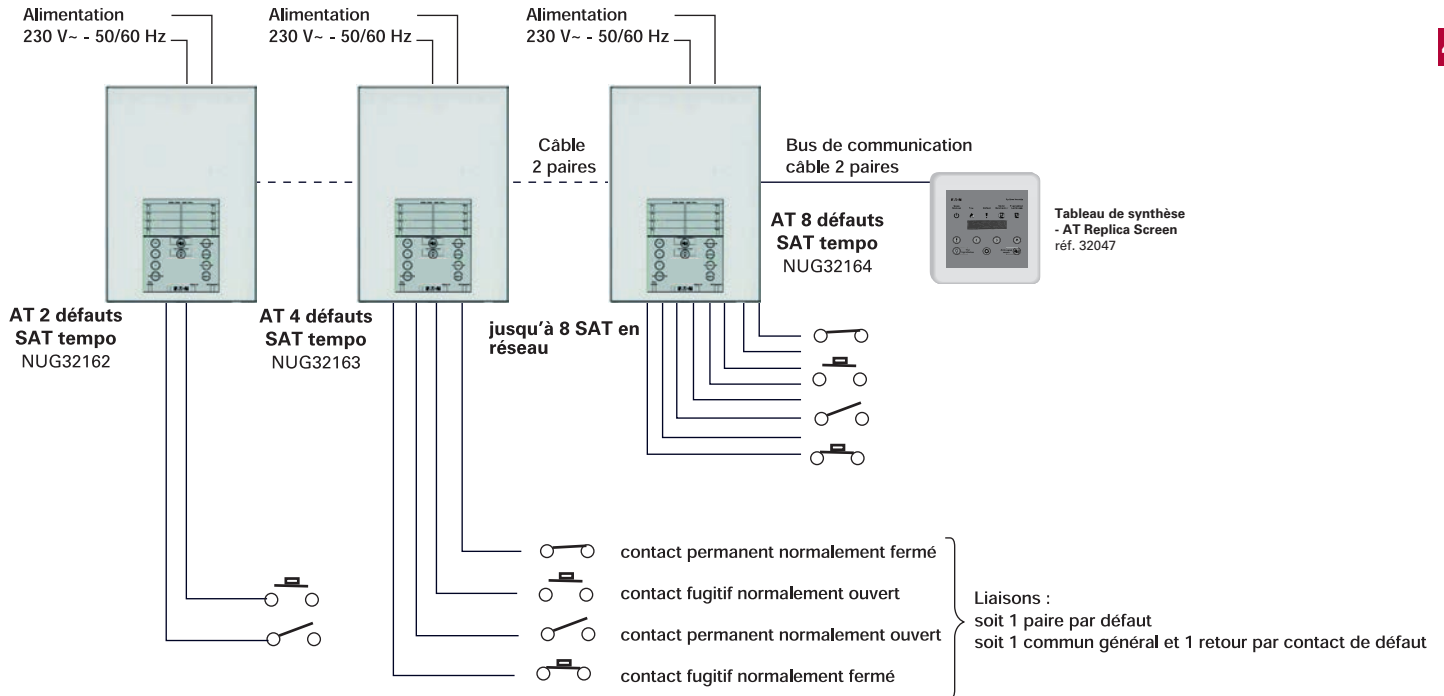 Alimentation
230 V~ - 50/60 Hz
Alimentation
230 V~ - 50/60 Hz
Alimentation
230 V~ - 50/60 Hz
Câble
2 paires
Bus de communication
câble 2 paires
AT 8 défauts
SAT tempo
NUG32164
Tableau de synthèse
- AT Replica Screen
réf. 32047
AT 2 défauts
SAT tempo
NUG32162
AT 4 défauts
SAT tempo
NUG32163
jusqu'à 8 SAT en
réseau
contact permanent normalement fermé
contact fugitif normalement ouvert
contact permanent normalement ouvert
contact fugitif normalement fermé
Liaisons :
soit 1 paire par défaut
soit 1 commun général et 1 retour par contact de défaut